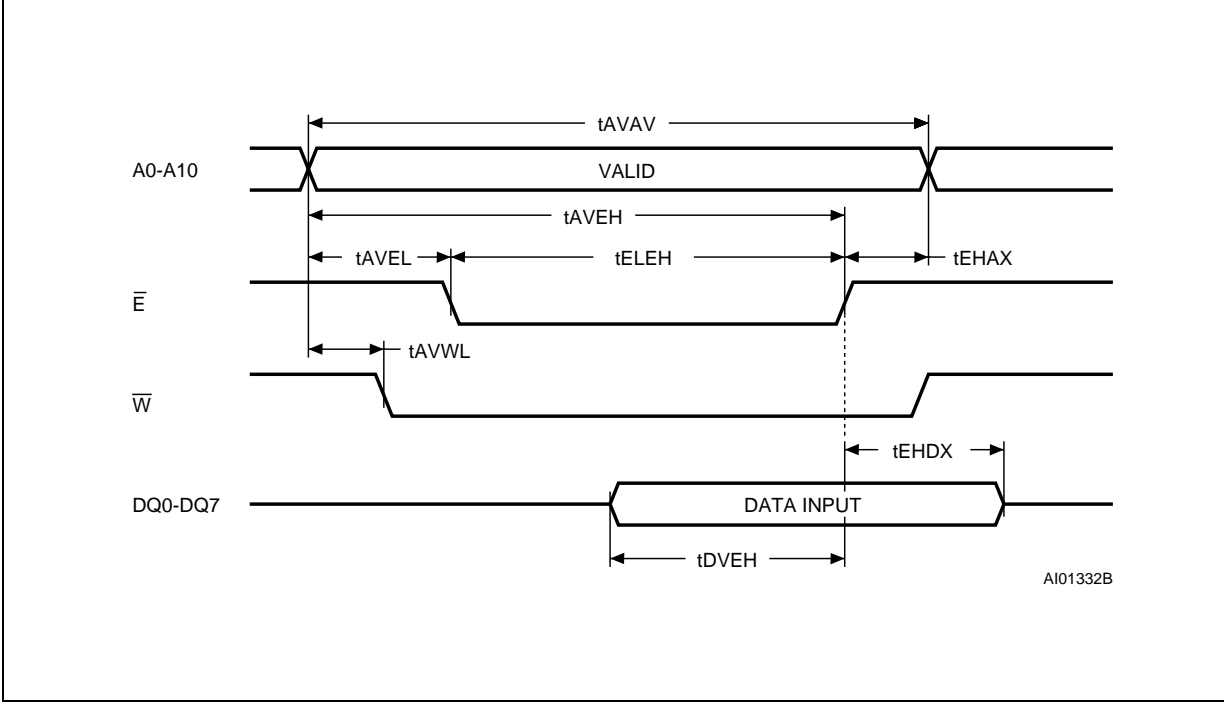 tAVAV
A0-A10 VALID
tAVEH
tAVEL tELEH tEHAX
E̅
tAVWL
W̅
tEHDX
DQ0-DQ7 DATA INPUT
tDVEH
AI01332B